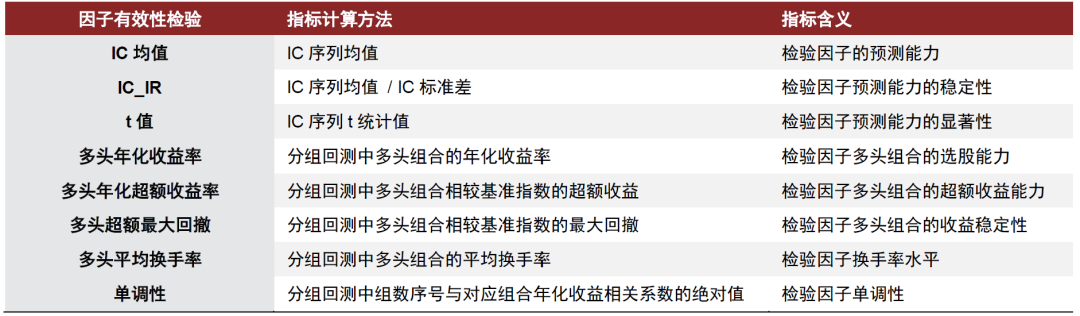 因子有效性检验 指标计算方法 指标含义
IC 均值 IC 序列均值 检验因子的预测能力
IC_IR IC 序列均值 / IC 标准差 检验因子预测能力的稳定性
t 值 IC 序列 t 统计值 检验因子预测能力的显著性
多头年化收益率 分组回测中多头组合的年化收益率 检验因子多头组合的选股能力
多头年化超额收益率 分组回测中多头组合相较基准指数的超额收益 检验因子多头组合的超额收益能力
多头超额最大回撤 分组回测中多头组合相较基准指数的最大回撤 检验因子多头组合的收益稳定性
多头平均换手率 分组回测中多头组合的平均换手率 检验因子换手率水平
单调性 分组回测中组数序号与对应组合年化收益相关系数的绝对值 检验因子单调性